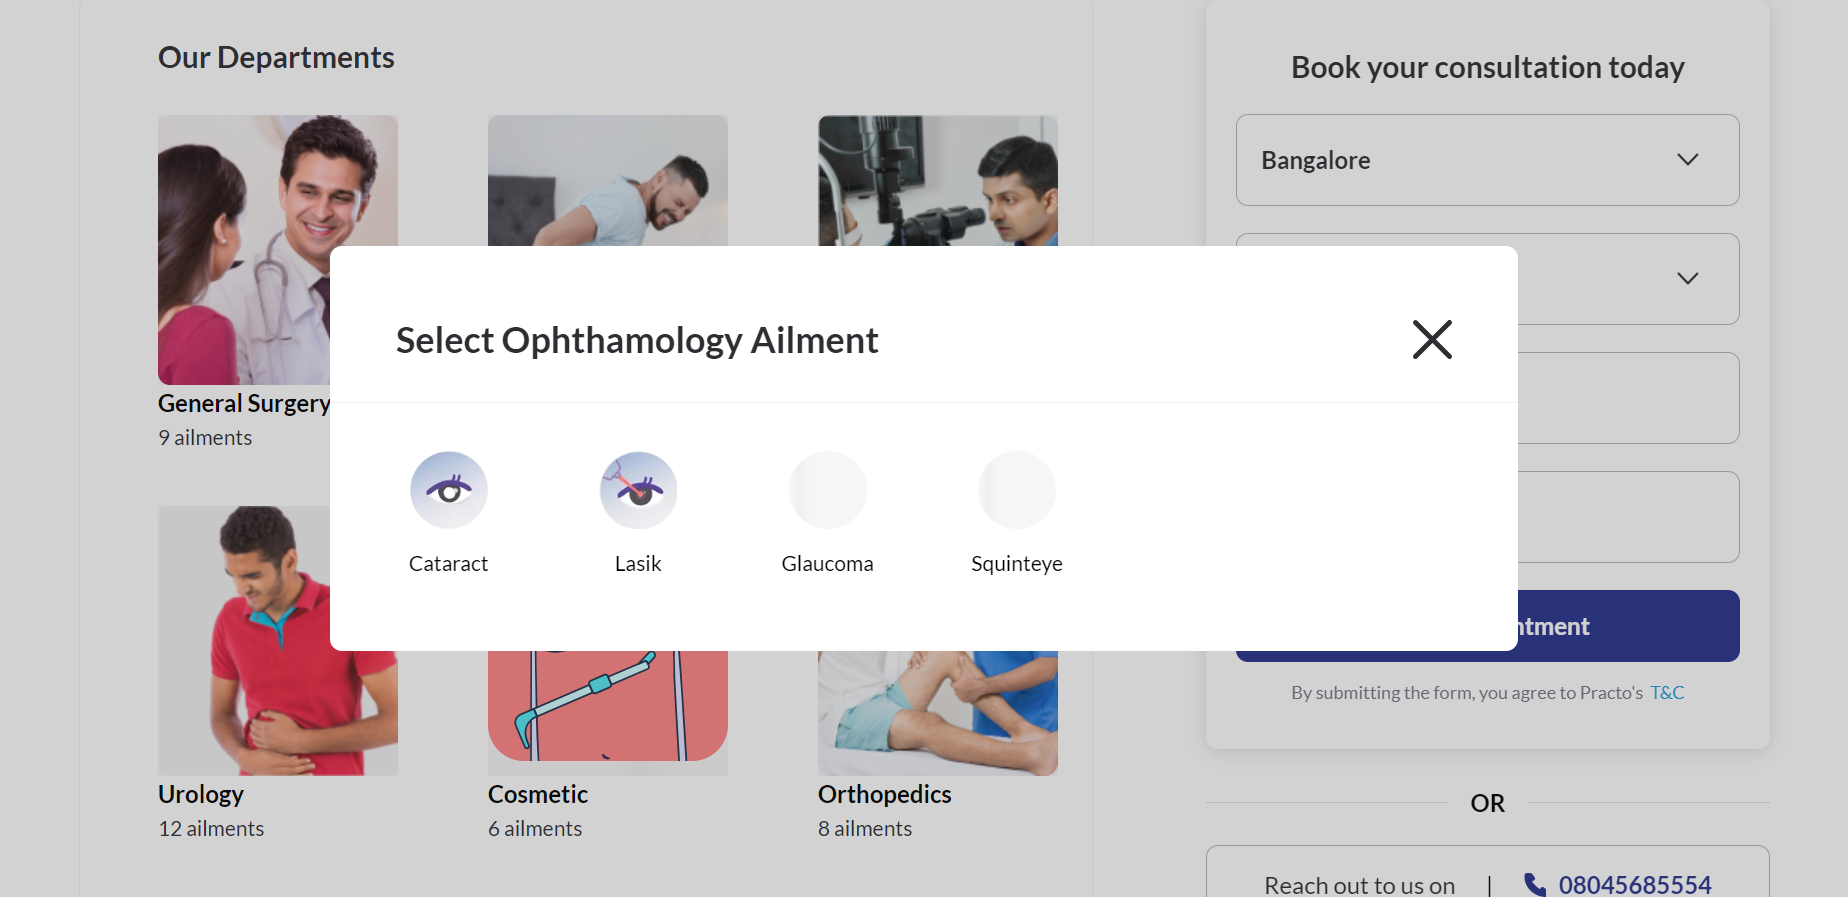 Our Departments
General Surgery
9 ailments
Urology
12 ailments
Cosmetic
6 ailments
Orthopedics
8 ailments
Select Ophthamology Ailment
Cataract
Lasik
Glaucoma
Squinteye
Book your consultation today
Bangalore
ntment
By submitting the form, you agree to Practo's T&C
OR
Reach out to us on | 08045685554